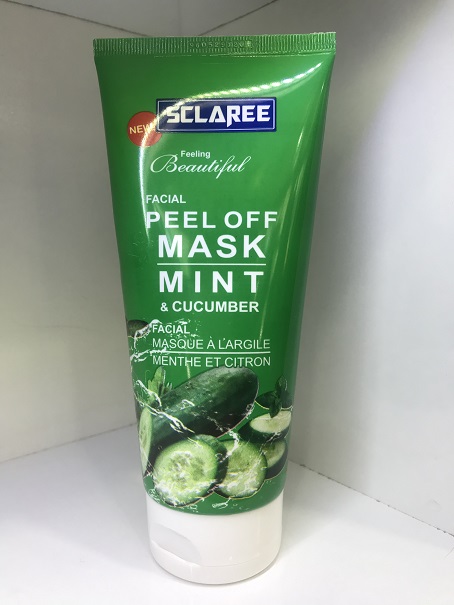 NEW
SCLAREE
Feeling
Beautiful
FACIAL
PEEL OFF
MASK
MINT
& CUCUMBER
FACIAL
MASQUE À L'ARGILE
MENTHE ET CITRON